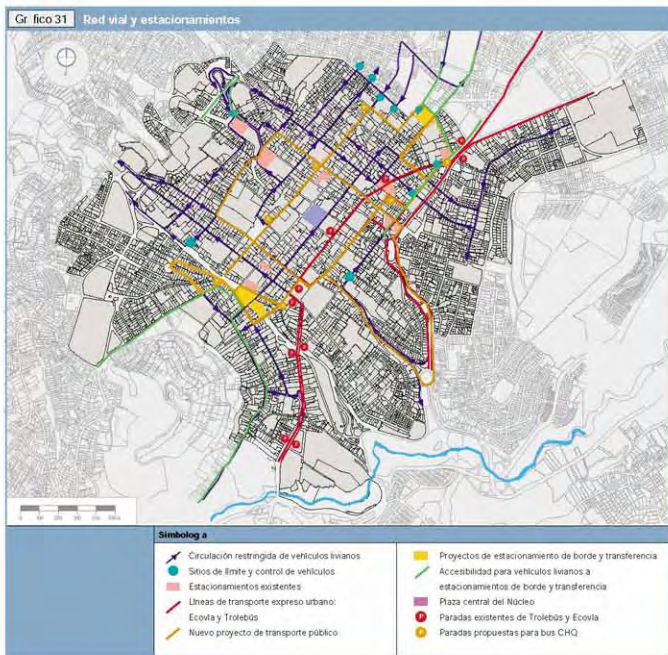 Gr fico 31
Red vial y estacionamientos
Simbolog a
Circulación restringida de vehículos livianos
Sitios de límite y control de vehículos
Estacionamientos existentes
Líneas de transporte expreso urbano:
Ecovía y Trolebús
Nuevo proyecto de transporte público
Proyectos de estacionamiento de borde y transferencia
Accesibilidad para vehículos livianos a
estacionamientos de borde y transferencia
Plaza central del Núcleo
P Paradas existentes de Trolebús y Ecovía
P Paradas propuestas para bus CHQ